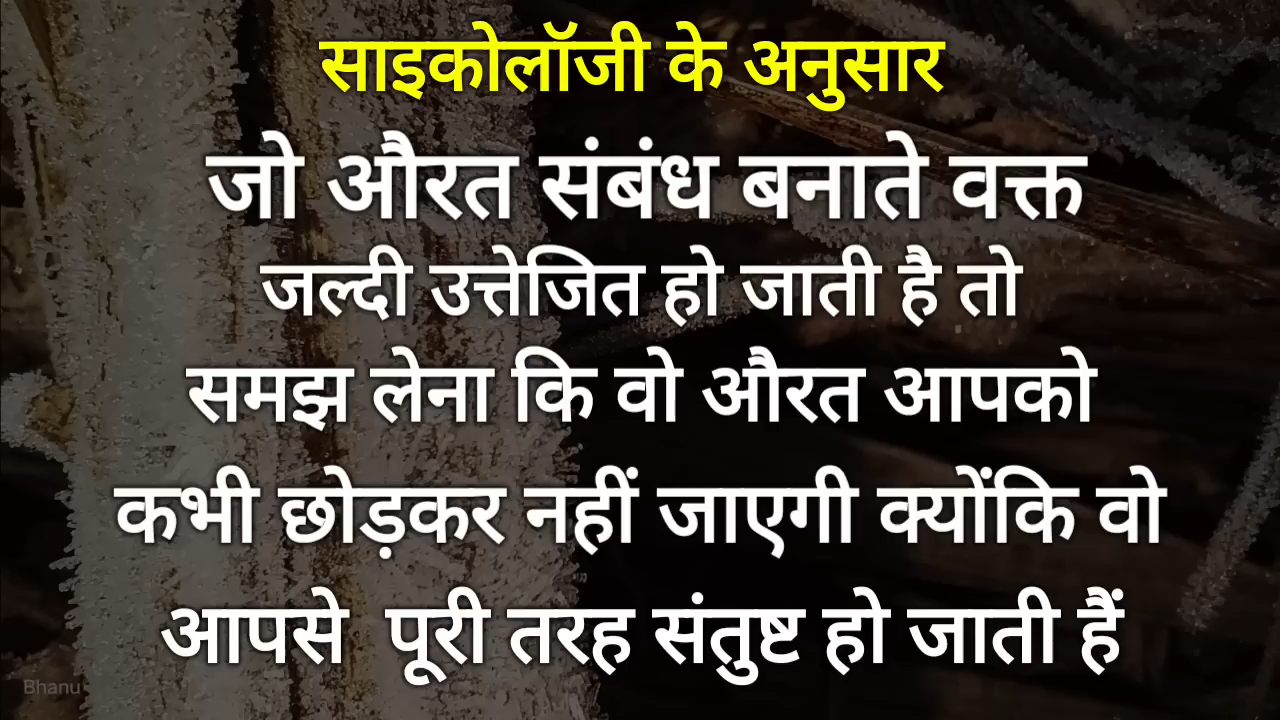 साइकोलॉजी के अनुसार
जो औरत संबंध बनाते वक्त
जल्दी उत्तेजित हो जाती है तो
समझ लेना कि वो औरत आपको
कभी छोड़कर नहीं जाएगी क्योंकि वो
आपसे पूरी तरह संतुष्ट हो जाती हैं
Bhanu